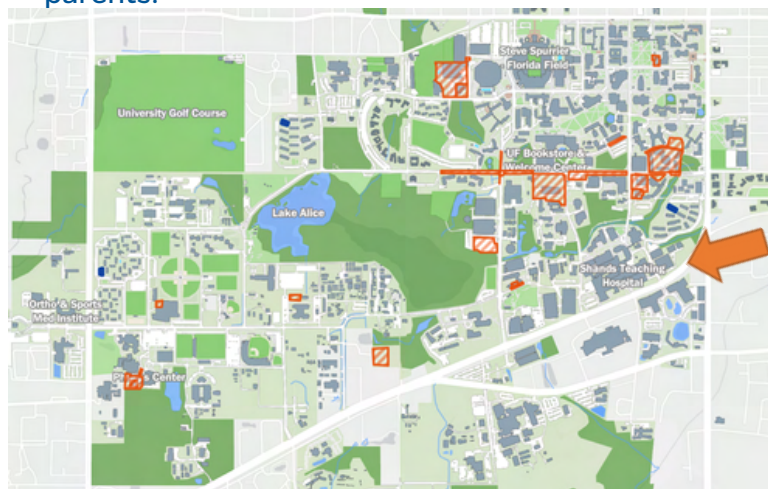 parents.
Steve Spurrier
Florida Field
University Golf Course
UF Bookstore &
Welcome Center
Lake Alice
Shands Teaching
Hospital
Ortho & Sports
Med Institute
Center